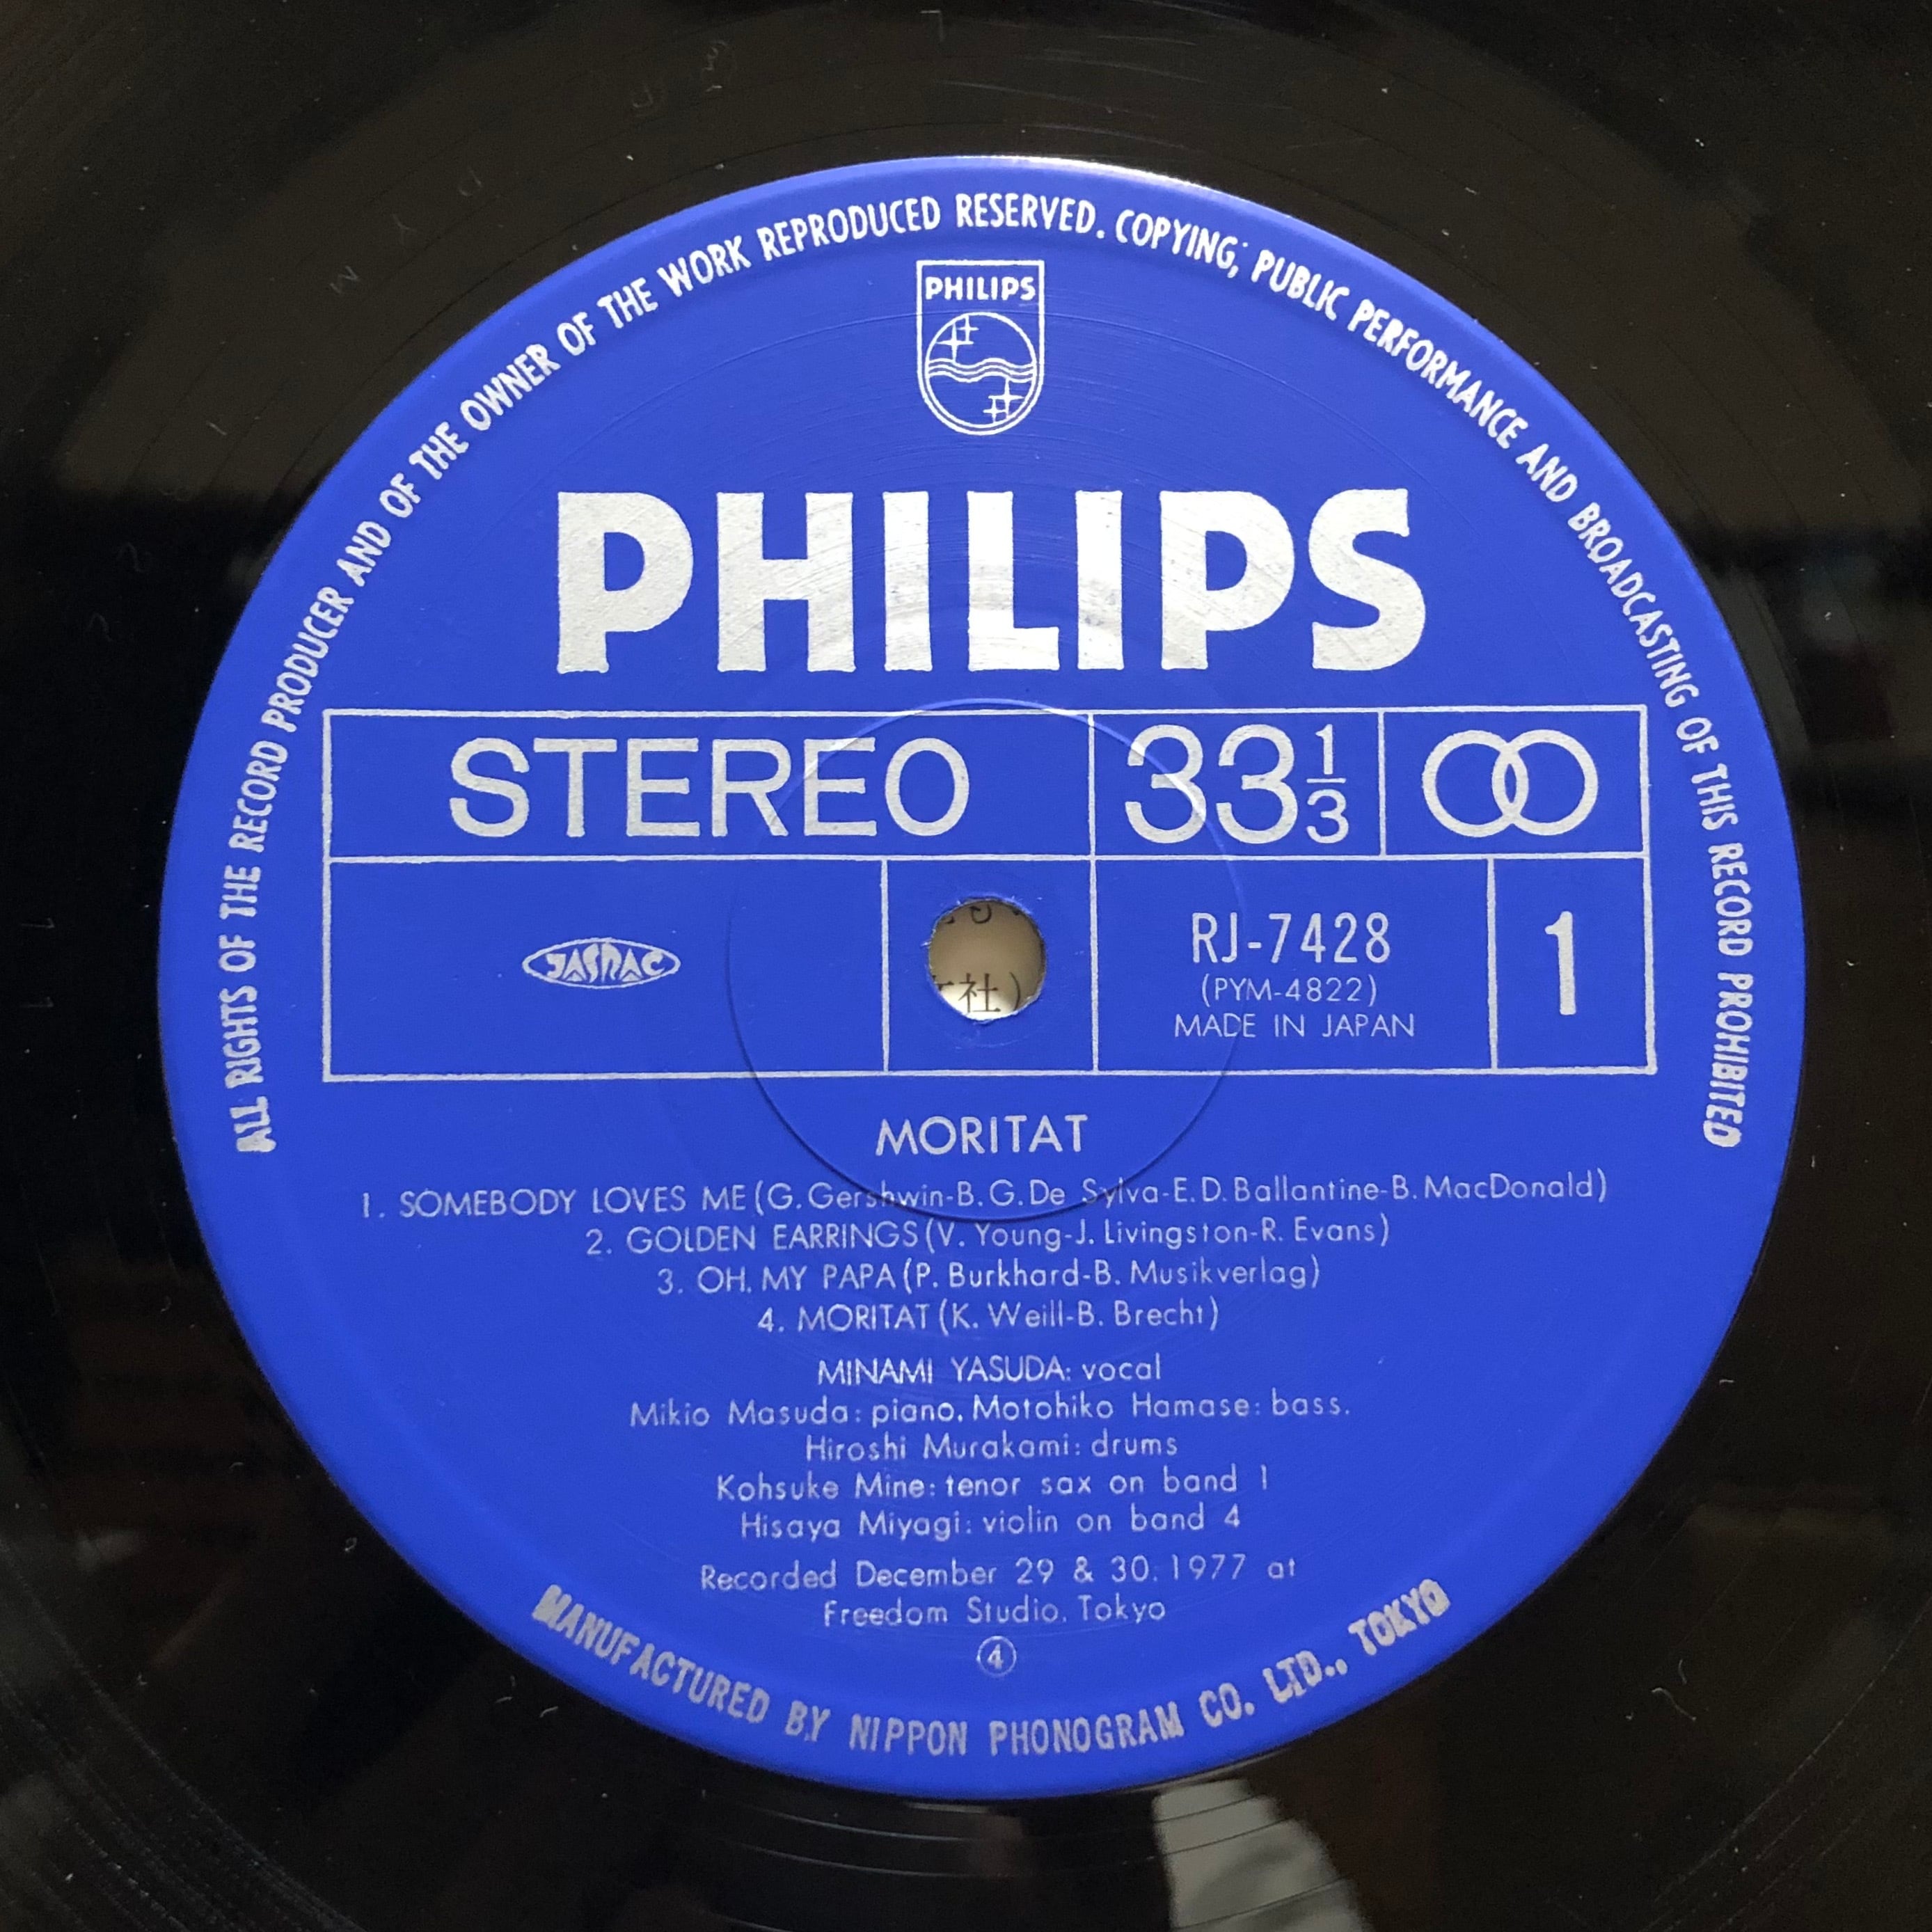 ALL RIGHTS OF THE RECORD PRODUCER AND OF THE OWNER OF THE WORK REPRODUCED RESERVED. COPYING, PUBLIC PERFORMANCE AND BROADCASTING OF THIS RECORD PROHIBITED
PHILIPS
PHILIPS
STEREO 33 1/3
JASRAC
RJ-7428
(PYM-4822)
MADE IN JAPAN
1
社)
MORITAT
1. SOMEBODY LOVES ME (G. Gershwin-B. G. De Sylva-E. D. Ballantine-B. MacDonald)
2. GOLDEN EARRINGS (V. Young-J. Livingston-R. Evans)
3. OH, MY PAPA (P. Burkhard-B. Musikverlag)
4. MORITAT (K. Weill-B. Brecht)
MINAMI YASUDA: vocal
Mikio Masuda: piano, Motohiko Hamase: bass.
Hiroshi Murakami: drums
Kohsuke Mine: tenor sax on band 1
Hisaya Miyagi: violin on band 4
Recorded December 29 & 30, 1977 at
Freedom Studio, Tokyo
④
MANUFACTURED BY NIPPON PHONOGRAM CO. LTD., TOKYO